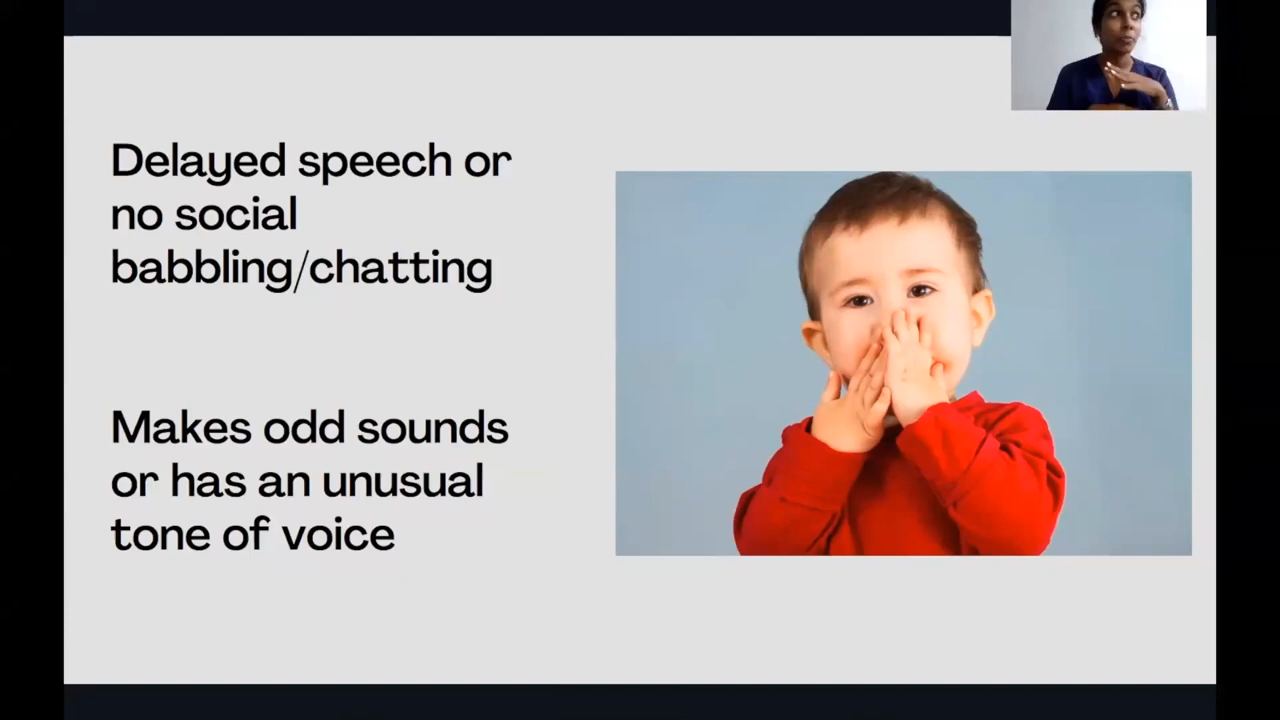 Delayed speech or
no social
babbling/chatting
Makes odd sounds
or has an unusual
tone of voice